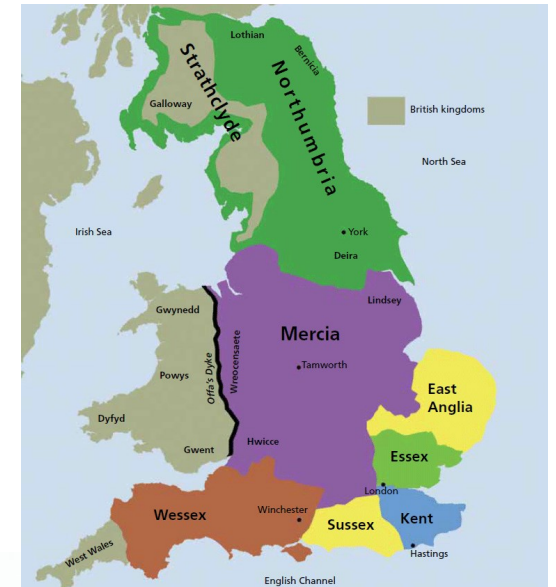 Lothian
Bernicia
Strathclyde
Northumbria
Galloway
British kingdoms
North Sea
Irish Sea
York
Deira
Lindsey
Gwynedd
Mercia
Offa's Dyke
Wreocensaete
Tamworth
Powys
East
Anglia
Dyfyd
Hwicce
Gwent
Essex
London
Wessex
Winchester
Sussex
Kent
West Wales
Hastings
English Channel